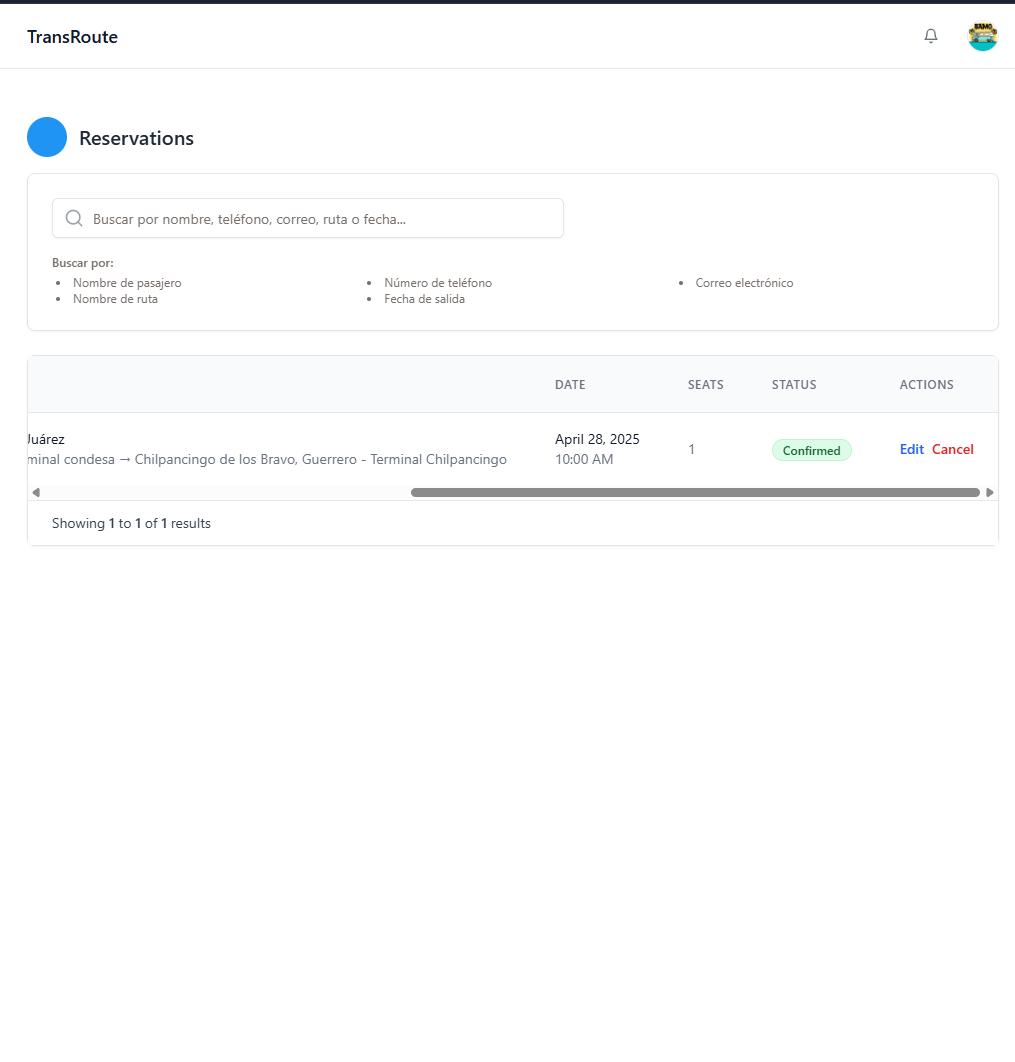 TransRoute
Reservations
Buscar por nombre, teléfono, correo, ruta o fecha...
Buscar por:
Nombre de pasajero
Número de teléfono
Correo electrónico
Nombre de ruta
Fecha de salida
DATE SEATS STATUS ACTIONS
Juárez
April 28, 2025
minal condesa → Chilpancingo de los Bravo, Guerrero - Terminal Chilpancingo
10:00 AM
1
Confirmed
Edit Cancel
Showing 1 to 1 of 1 results